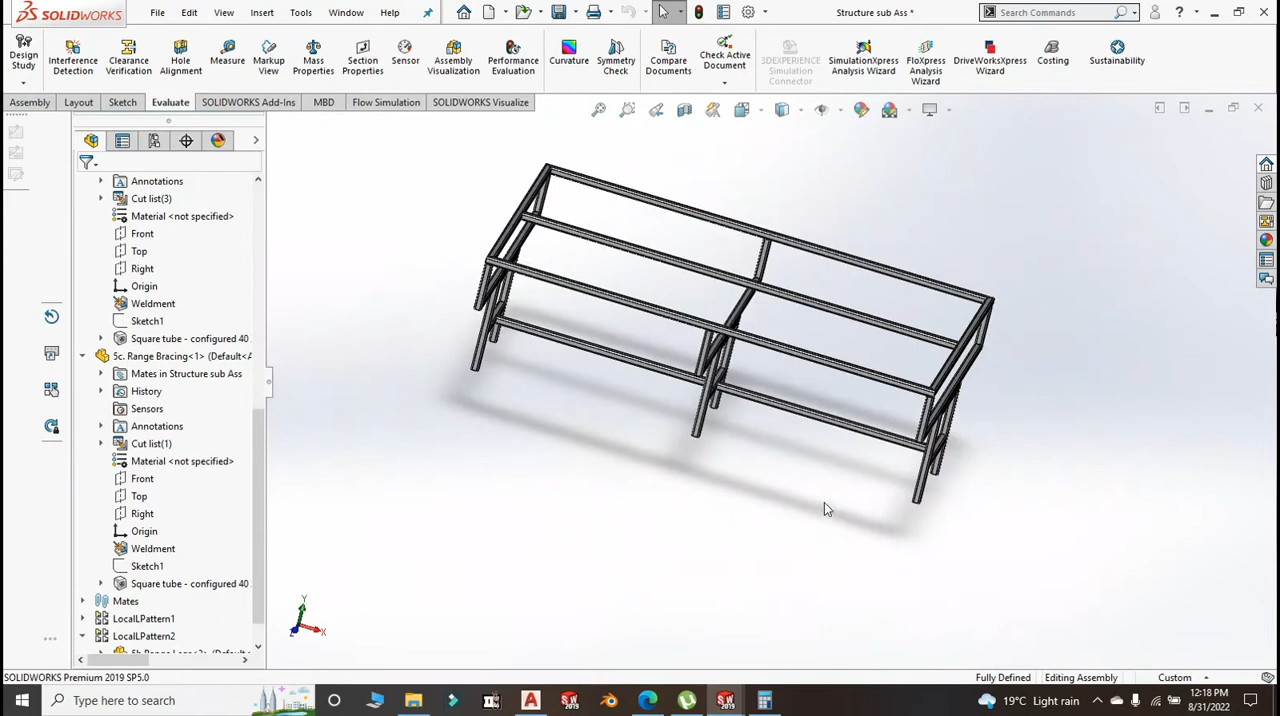 SOLIDWORKS File Edit View Insert Tools Window Help Structure sub Ass * Search Commands
Design Study Interference Detection Clearance Verification Hole Alignment Measure Markup View Mass Properties Section Properties Sensor Assembly Visualization Performance Evaluation Curvature Symmetry Check Compare Documents Check Active Document 3DEXPERIENCE Simulation Connector SimulationXpress Analysis Wizard FloXpress Analysis Wizard DriveWorksXpress Wizard Costing Sustainability
Assembly Layout Sketch Evaluate SOLIDWORKS Add-Ins MBD Flow Simulation SOLIDWORKS Visualize
Annotations
Cut list(3)
Material <not specified>
Front
Top
Right
Origin
Weldment
Sketch1
Square tube - configured 40
5c. Range Bracing<1> (Default<
Mates in Structure sub Ass
History
Sensors
Annotations
Cut list(1)
Material <not specified>
Front
Top
Right
Origin
Weldment
Sketch1
Square tube - configured 40
Mates
LocalLPattern1
LocalLPattern2
Y
X
Z
SOLIDWORKS Premium 2019 SP5.0 Fully Defined Editing Assembly Custom
Type here to search 19°C Light rain 12:18 PM
8/31/2022